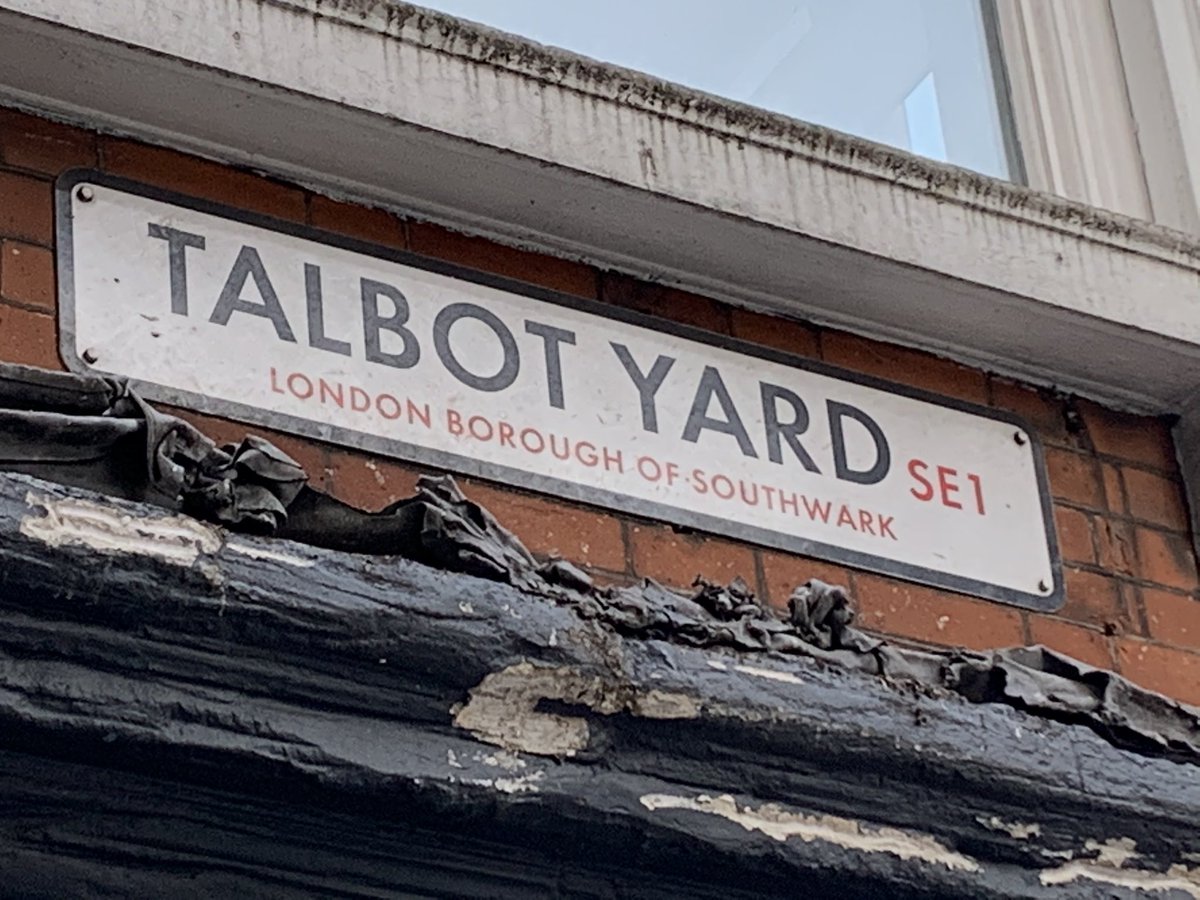 TALBOT YARD SE1
LONDON BOROUGH OF SOUTHWARK